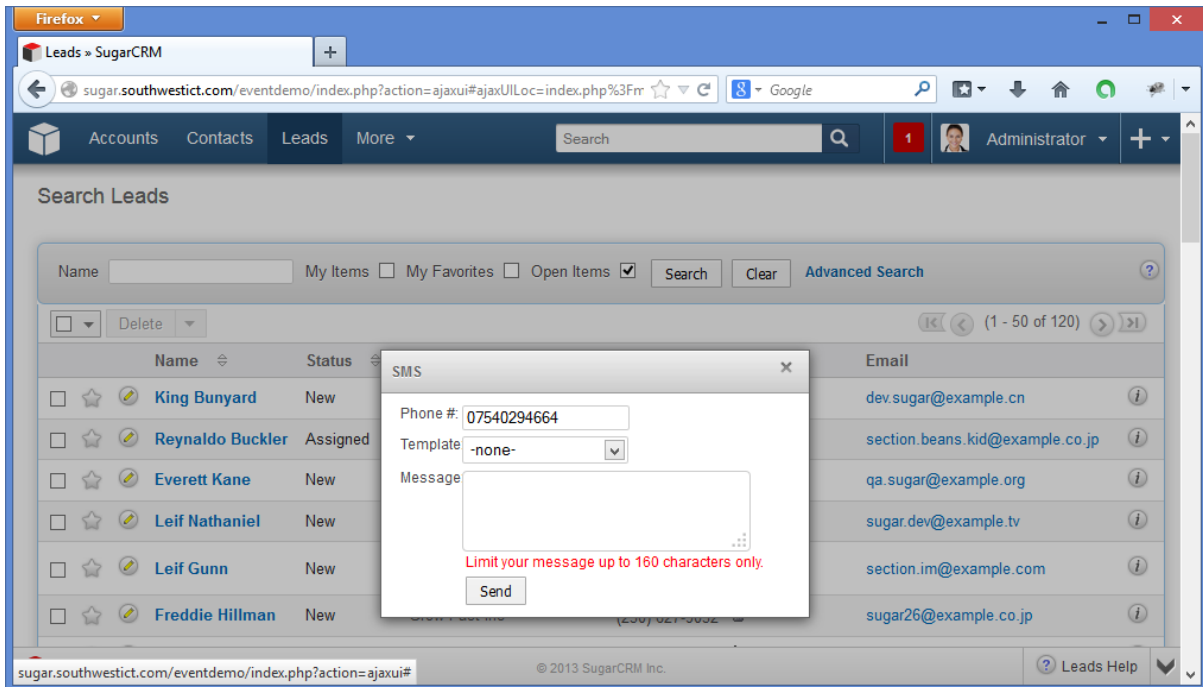 Firefox
Leads » SugarCRM
sugar.southwestict.com/eventdemo/index.php?action=ajaxui#ajaxUILoc=index.php%3Fm Google
Accounts Contacts Leads More Search 1 Administrator
Search Leads
Name My Items My Favorites Open Items Search Clear Advanced Search ?
Delete (1 - 50 of 120)
Name Status Email
SMS ×
King Bunyard New dev.sugar@example.cn
Phone #: 07540294664
Reynaldo Buckler Assigned section.beans.kid@example.co.jp
Template -none-
Everett Kane New qa.sugar@example.org
Message
Leif Nathaniel New sugar.dev@example.tv
Limit your message up to 160 characters only.
Leif Gunn New section.im@example.com
Send
Freddie Hillman New sugar26@example.co.jp
sugar.southwestict.com/eventdemo/index.php?action=ajaxui# © 2013 SugarCRM Inc. ? Leads Help